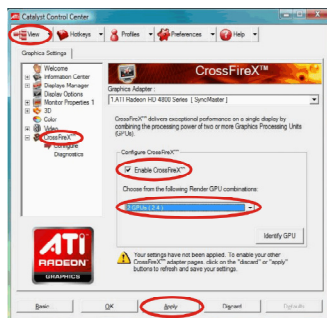 Catalyst Control Center
View
Hotkeys
Profiles
Preferences
Help
Graphics Settings
Welcome
Information Center
Displays Manager
Display Options
Monitor Properties 1
3D
Color
Video
CrossFireX™
Configure
Diagnostics
CrossFireX™
Graphics Adapter :
1. ATI Radeon HD 4800 Series [ SyncMaster ]
CrossFireX™ delivers exceptional performance on a single display by
combining the processing power of two or more Graphics Processing Units
(GPUs).
Configure CrossFireX™
Enable CrossFireX™
Choose from the following Render GPU combinations:
2 GPUs
Identify GPU
Your settings have not been applied. To enable your other
CrossFireX™ adapter pages, click on the "discard" or "apply"
buttons to refresh and save your settings.
ATI
RADEON
GRAPHICS
Basic
OK
Apply
Discard
Defaults